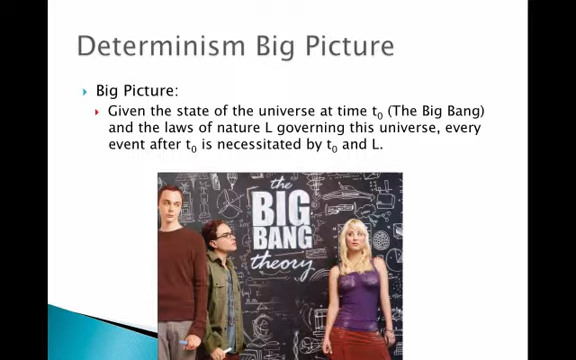 Determinism Big Picture
Big Picture:
Given the state of the universe at time t₀ (The Big Bang)
and the laws of nature L governing this universe, every
event after t₀ is necessitated by t₀ and L.
the
BIG
BANG
theory